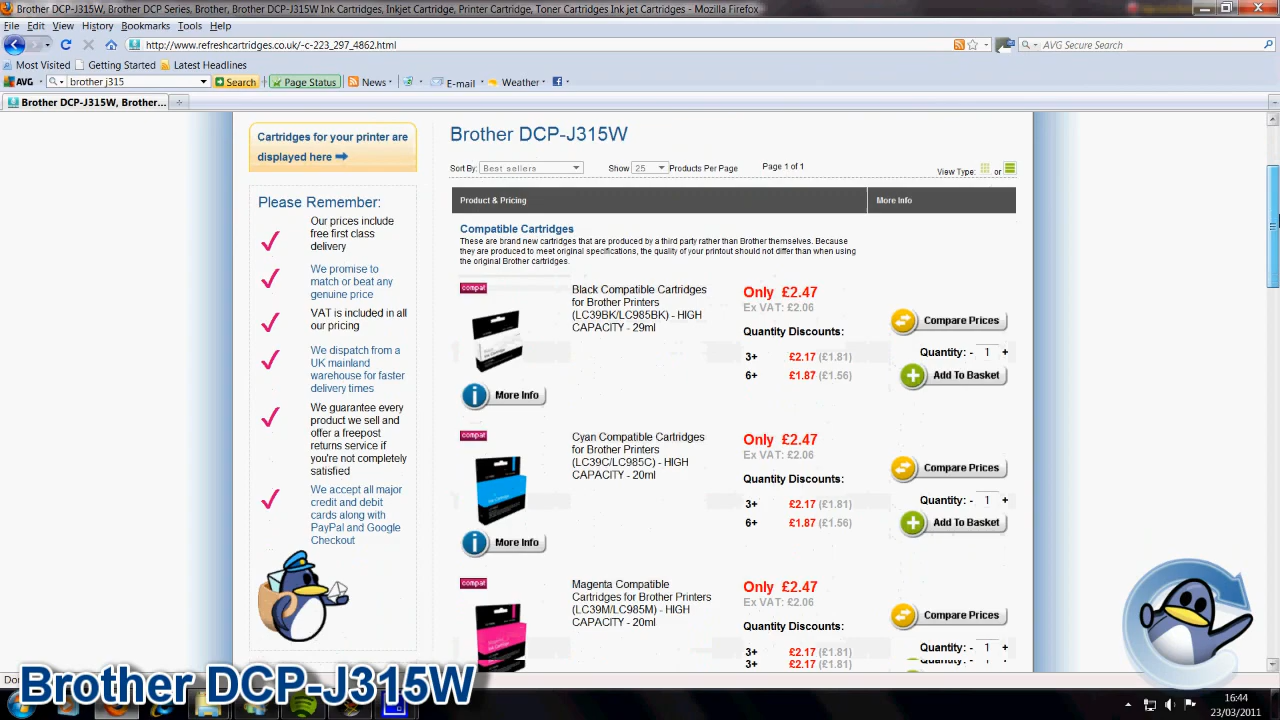 Brother DCP-J315W, Brother DCP Series, Brother, Brother DCP-J315W Ink Cartridges, Inkjet Cartridge, Printer Cartridge, Toner Cartridges Ink jet Cartridges - Mozilla Firefox
File Edit View History Bookmarks Tools Help
http://www.refreshcartridges.co.uk/-c-223_297_4862.html
AVG Secure Search
Most Visited Getting Started Latest Headlines
AVG brother j315 Search Page Status News E-mail Weather
Brother DCP-J315W, Brother...
Cartridges for your printer are
displayed here
Please Remember:
Our prices include
free first class
delivery
We promise to
match or beat any
genuine price
VAT is included in all
our pricing
We dispatch from a
UK mainland
warehouse for faster
delivery times
We guarantee every
product we sell and
offer a freepost
returns service if
you're not completely
satisfied
We accept all major
credit and debit
cards along with
PayPal and Google
Checkout
Brother DCP-J315W
Sort By: Best sellers Show 25 Products Per Page Page 1 of 1 View Type: or
Product & Pricing More Info
Compatible Cartridges
These are brand new cartridges that are produced by a third party rather than Brother themselves. Because
they are produced to meet original specifications, the quality of your printout should not differ than when using
the original Brother cartridges.
compat
Black Compatible Cartridges
for Brother Printers
(LC39BK/LC985BK) - HIGH
CAPACITY - 29ml
More Info
Only £2.47
Ex VAT: £2.06
Quantity Discounts:
3+ £2.17 (£1.81)
6+ £1.87 (£1.56)
Compare Prices
Quantity: - 1 +
Add To Basket
compat
Cyan Compatible Cartridges
for Brother Printers
(LC39C/LC985C) - HIGH
CAPACITY - 20ml
More Info
Only £2.47
Ex VAT: £2.06
Quantity Discounts:
3+ £2.17 (£1.81)
6+ £1.87 (£1.56)
Compare Prices
Quantity: - 1 +
Add To Basket
compat
Magenta Compatible
Cartridges for Brother Printers
(LC39M/LC985M) - HIGH
CAPACITY - 20ml
Only £2.47
Ex VAT: £2.06
Quantity Discounts:
3+ £2.17 (£1.81)
3+ £2.17 (£1.81)
Compare Prices
Quantity: - 1 +
Brother DCP-J315W
16:44
23/03/2011